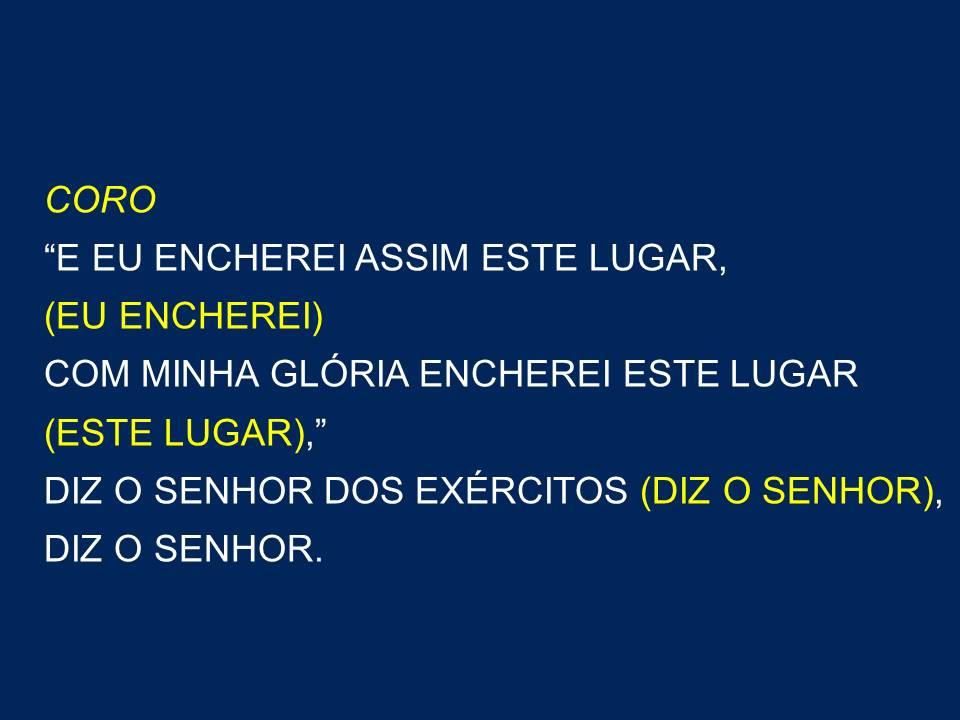 CORO
“E EU ENCHEREI ASSIM ESTE LUGAR,
(EU ENCHEREI)
COM MINHA GLÓRIA ENCHEREI ESTE LUGAR
(ESTE LUGAR),”
DIZ O SENHOR DOS EXÉRCITOS (DIZ O SENHOR),
DIZ O SENHOR.